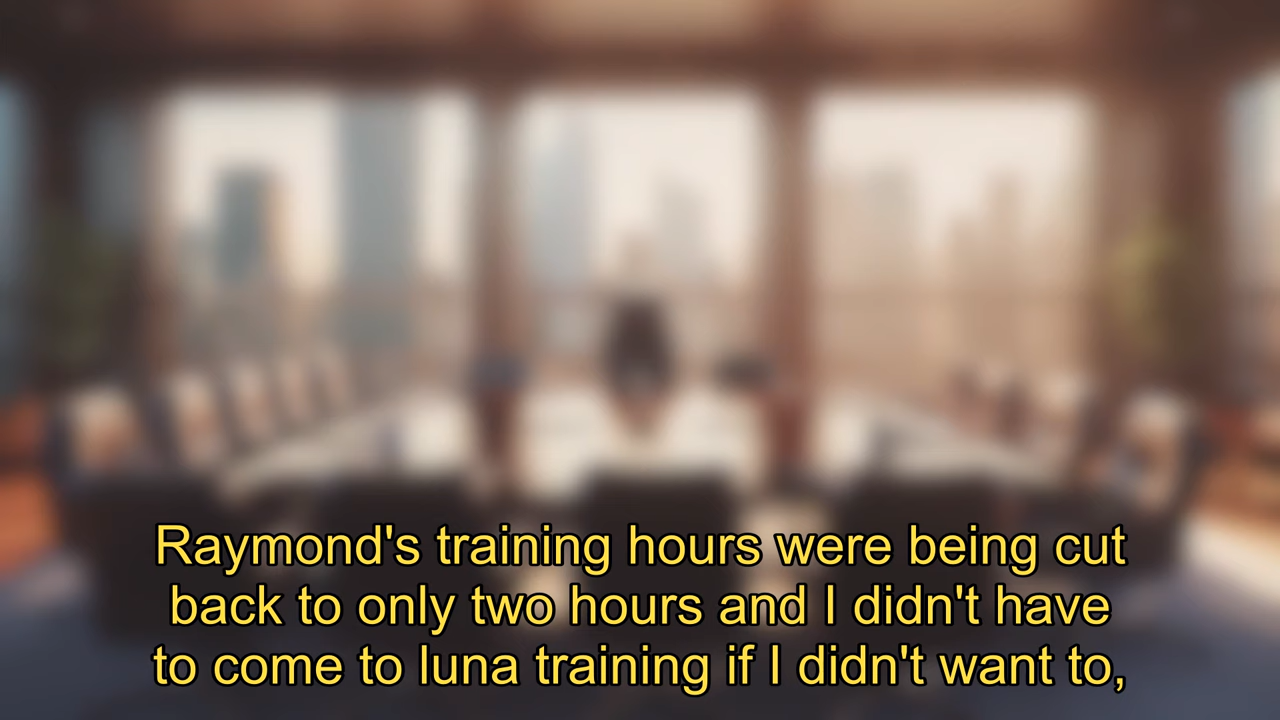 Raymond's training hours were being cut
back to only two hours and I didn't have
to come to luna training if I didn't want to,